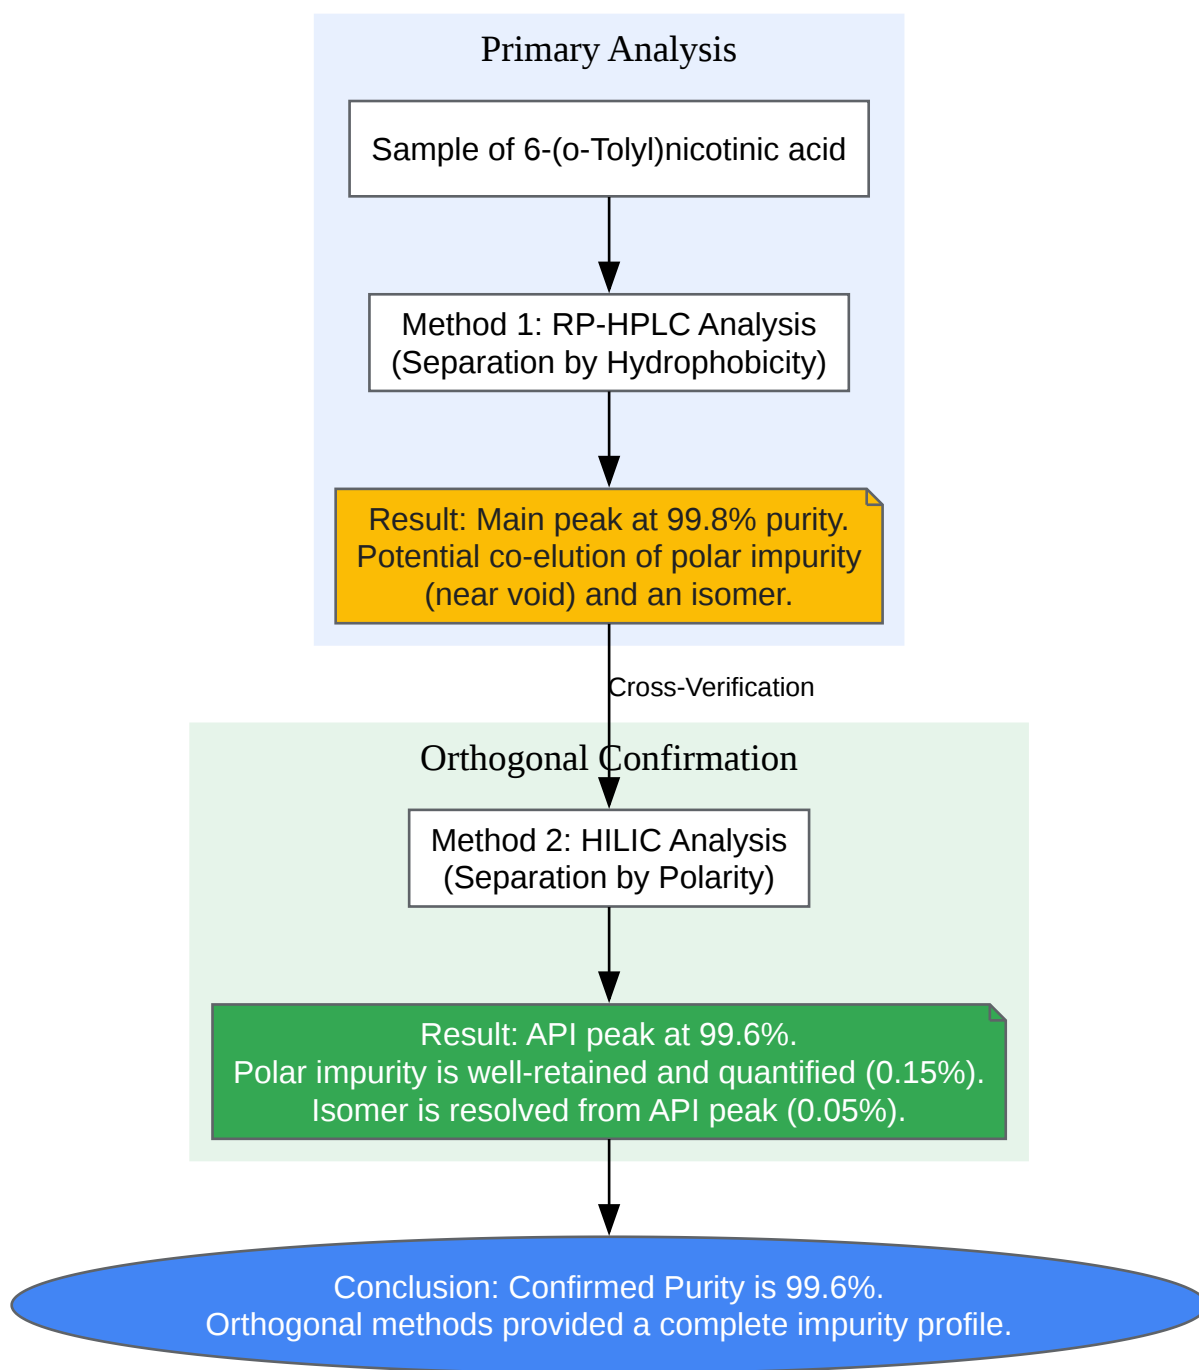 Primary Analysis
Sample of 6-(o-Tolyl)nicotinic acid
Method 1: RP-HPLC Analysis
(Separation by Hydrophobicity)
Result: Main peak at 99.8% purity.
Potential co-elution of polar impurity
(near void) and an isomer.
Cross-Verification
Orthogonal Confirmation
Method 2: HILIC Analysis
(Separation by Polarity)
Result: API peak at 99.6%.
Polar impurity is well-retained and quantified (0.15%).
Isomer is resolved from API peak (0.05%).
Conclusion: Confirmed Purity is 99.6%.
Orthogonal methods provided a complete impurity profile.